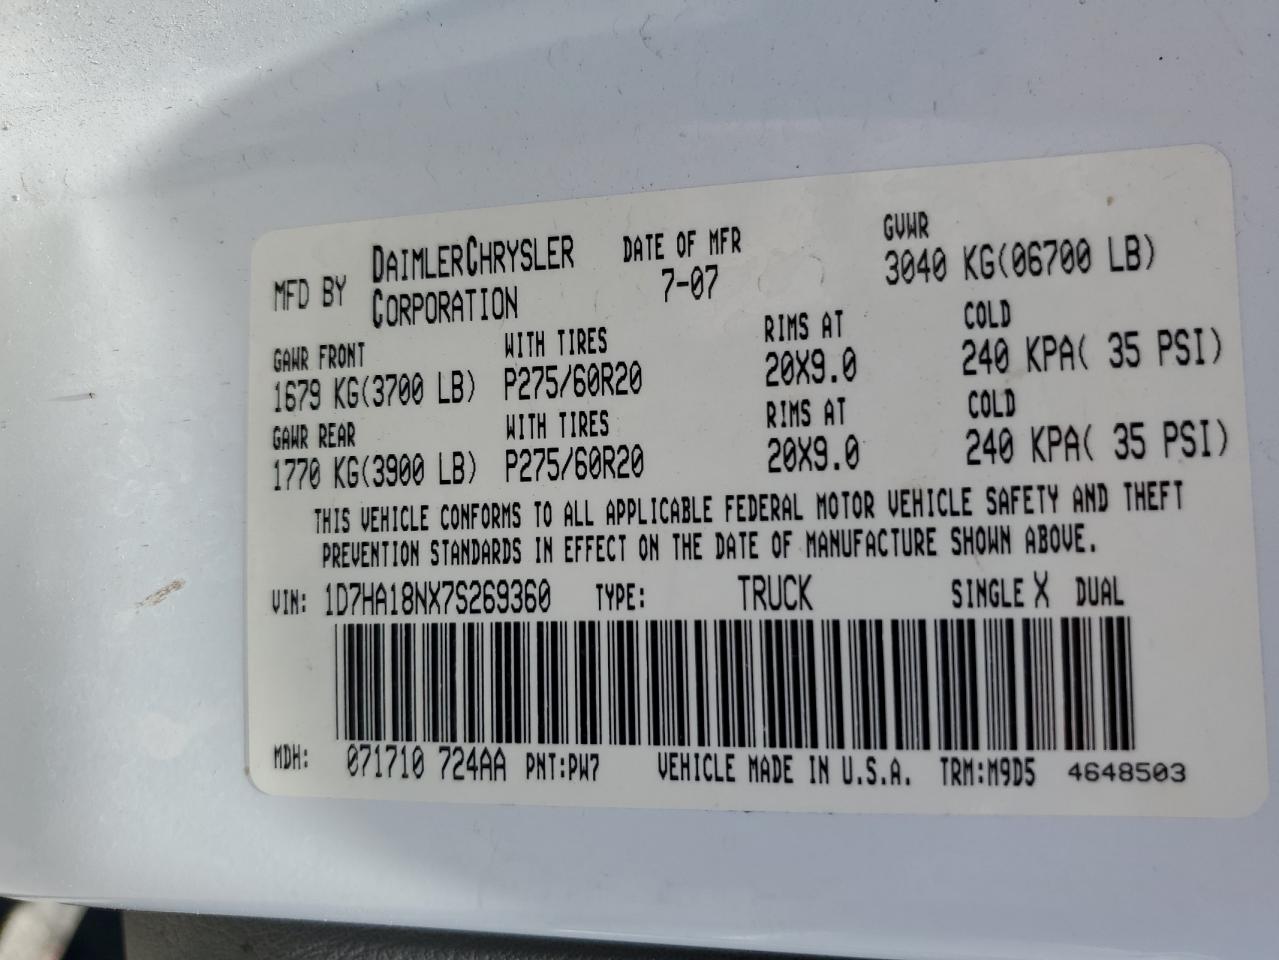 MFD BY DAIMLERCHRYSLER CORPORATION
DATE OF MFR
7-07
GVWR
3040 KG(06700 LB)
GAWR FRONT WITH TIRES RIMS AT COLD
1679 KG(3700 LB) P275/60R20 20X9.0 240 KPA( 35 PSI)
GAWR REAR WITH TIRES RIMS AT COLD
1770 KG(3900 LB) P275/60R20 20X9.0 240 KPA( 35 PSI)
THIS VEHICLE CONFORMS TO ALL APPLICABLE FEDERAL MOTOR VEHICLE SAFETY AND THEFT
PREVENTION STANDARDS IN EFFECT ON THE DATE OF MANUFACTURE SHOWN ABOVE.
VIN: 1D7HA18NX7S269360 TYPE: TRUCK SINGLE X DUAL
MDH: 071710 724AA PNT:PW7 VEHICLE MADE IN U.S.A. TRM:M9D5 4648503